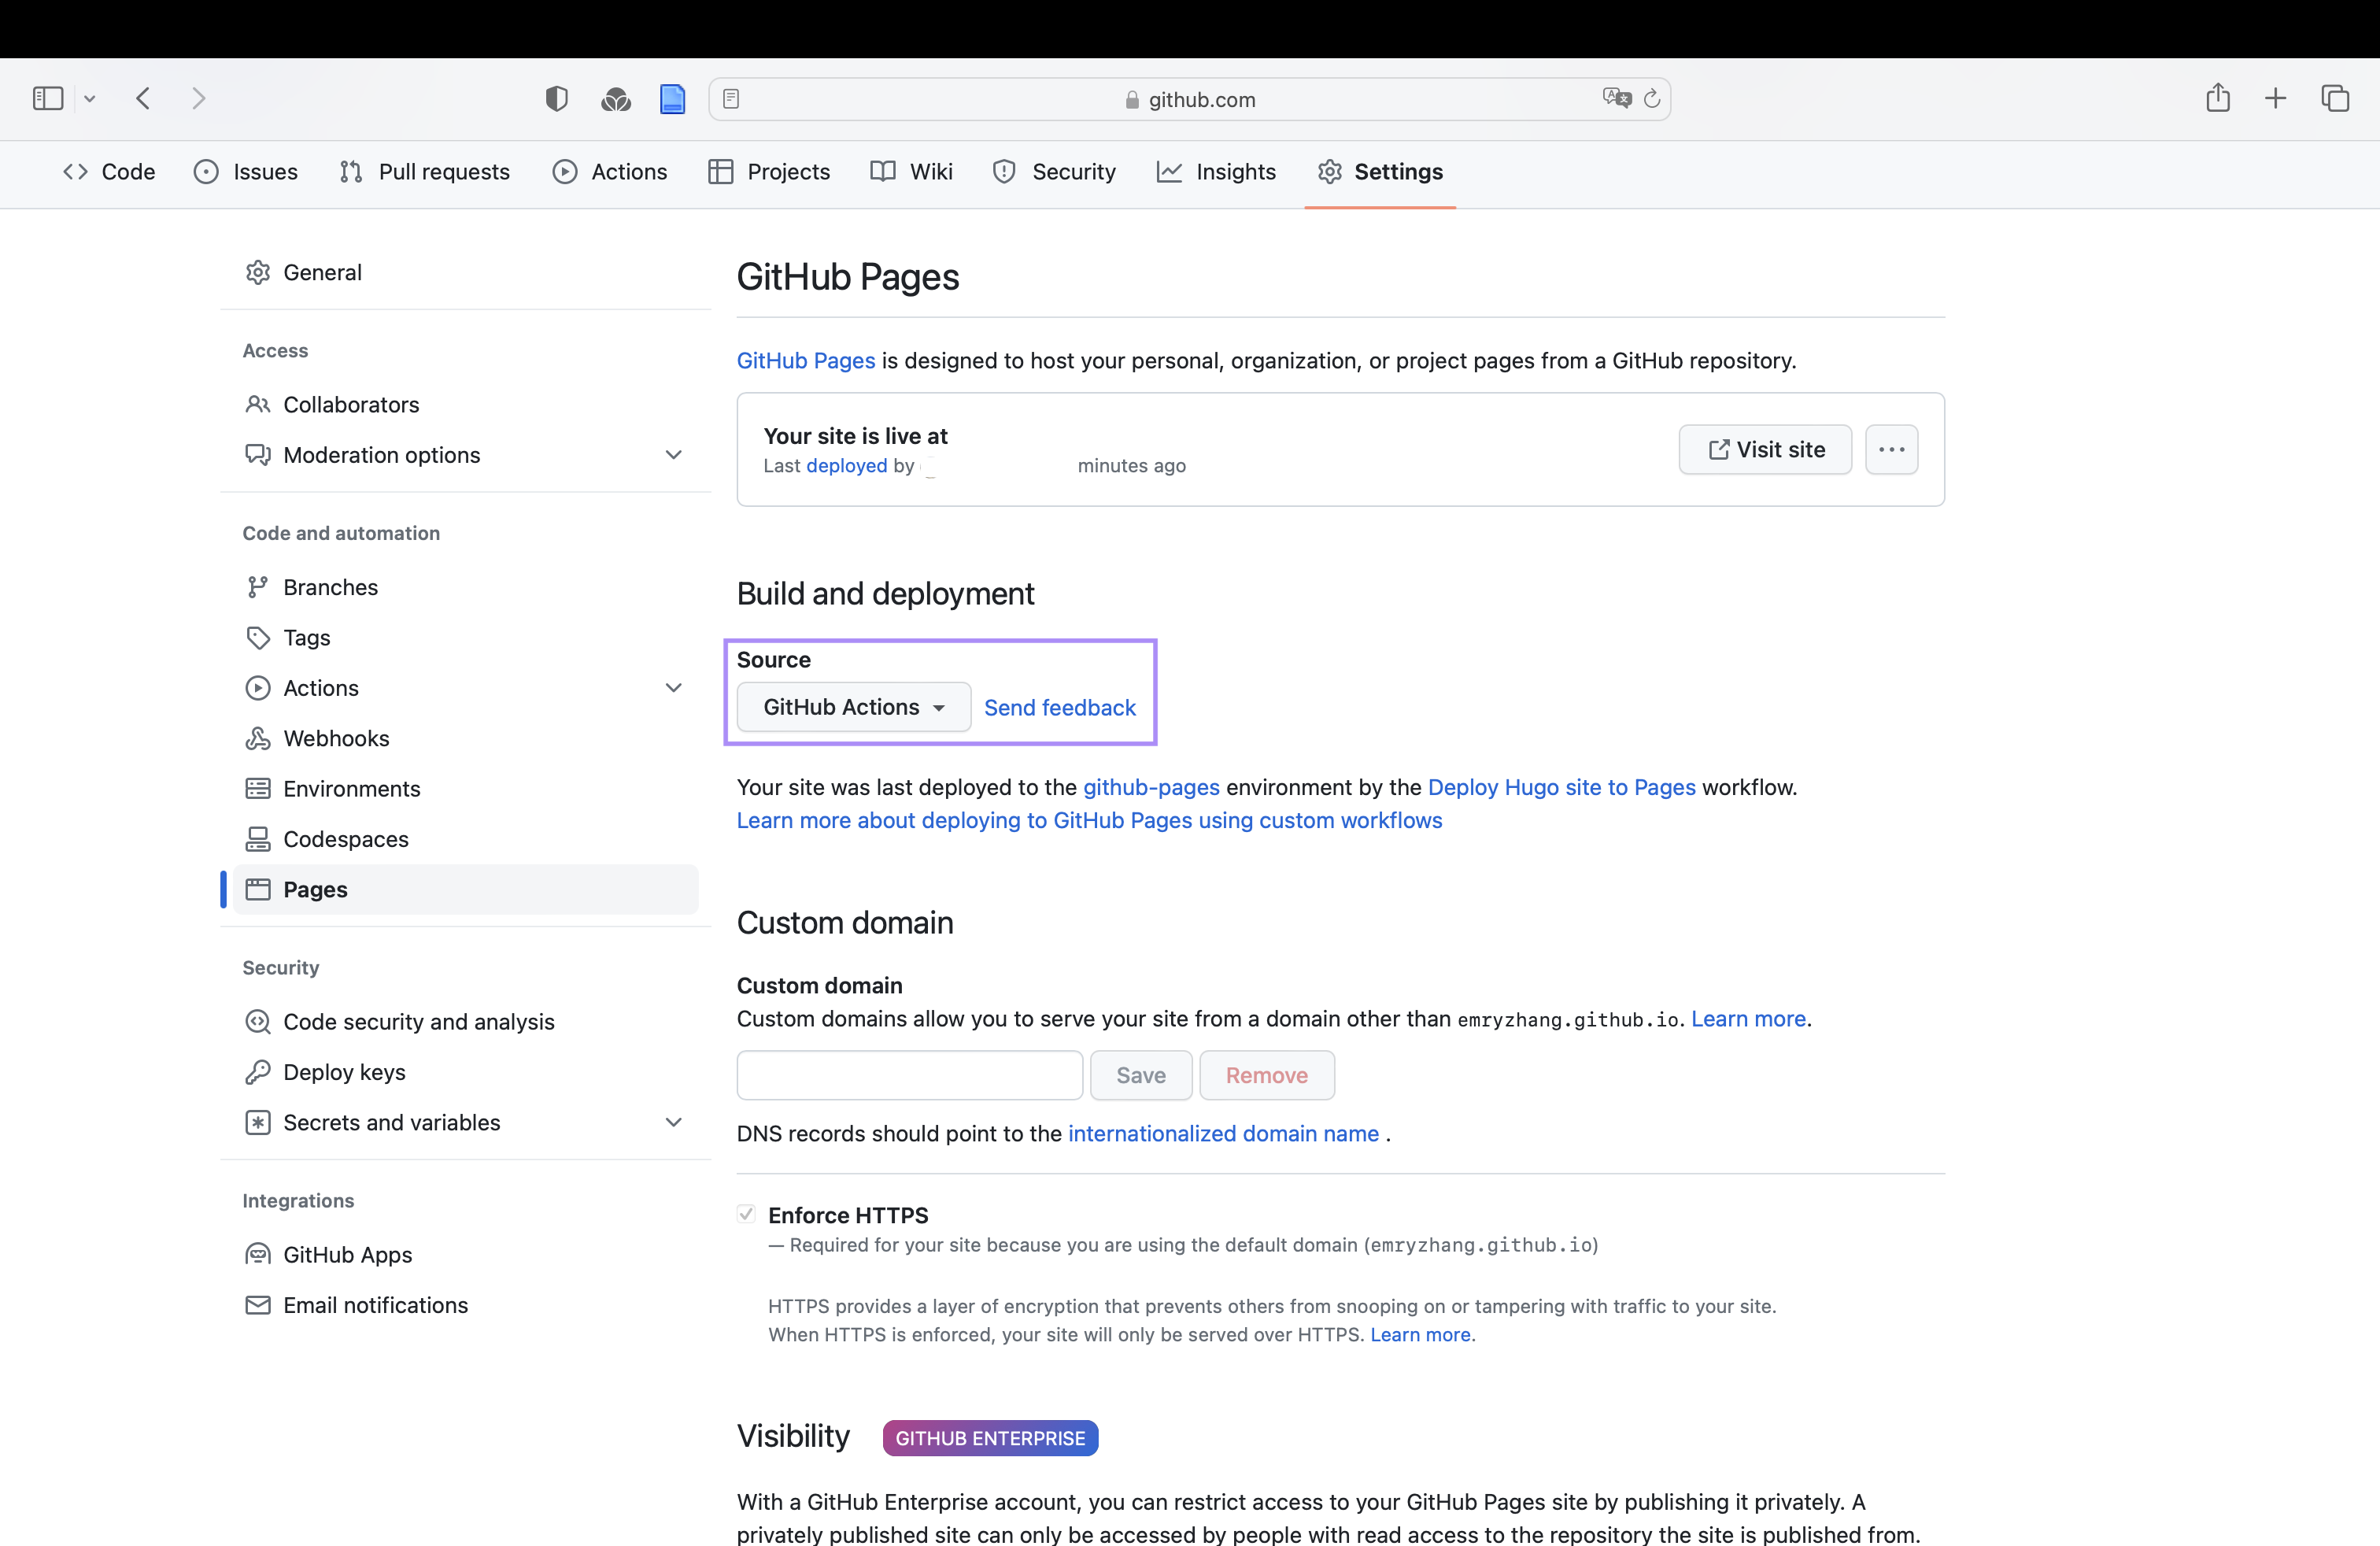 github.com
Code Issues Pull requests Actions Projects Wiki Security Insights Settings
General
Access
Collaborators
Moderation options
Code and automation
Branches
Tags
Actions
Webhooks
Environments
Codespaces
Pages
Security
Code security and analysis
Deploy keys
Secrets and variables
Integrations
GitHub Apps
Email notifications
GitHub Pages
GitHub Pages is designed to host your personal, organization, or project pages from a GitHub repository.
Your site is live at
Last deployed by minutes ago
Visit site
Build and deployment
Source
GitHub Actions Send feedback
Your site was last deployed to the github-pages environment by the Deploy Hugo site to Pages workflow.
Learn more about deploying to GitHub Pages using custom workflows
Custom domain
Custom domain
Custom domains allow you to serve your site from a domain other than emryzhang.github.io. Learn more.
Save Remove
DNS records should point to the internationalized domain name .
Enforce HTTPS
— Required for your site because you are using the default domain (emryzhang.github.io)
HTTPS provides a layer of encryption that prevents others from snooping on or tampering with traffic to your site.
When HTTPS is enforced, your site will only be served over HTTPS. Learn more.
Visibility GITHUB ENTERPRISE
With a GitHub Enterprise account, you can restrict access to your GitHub Pages site by publishing it privately. A
privately published site can only be accessed by people with read access to the repository the site is published from.